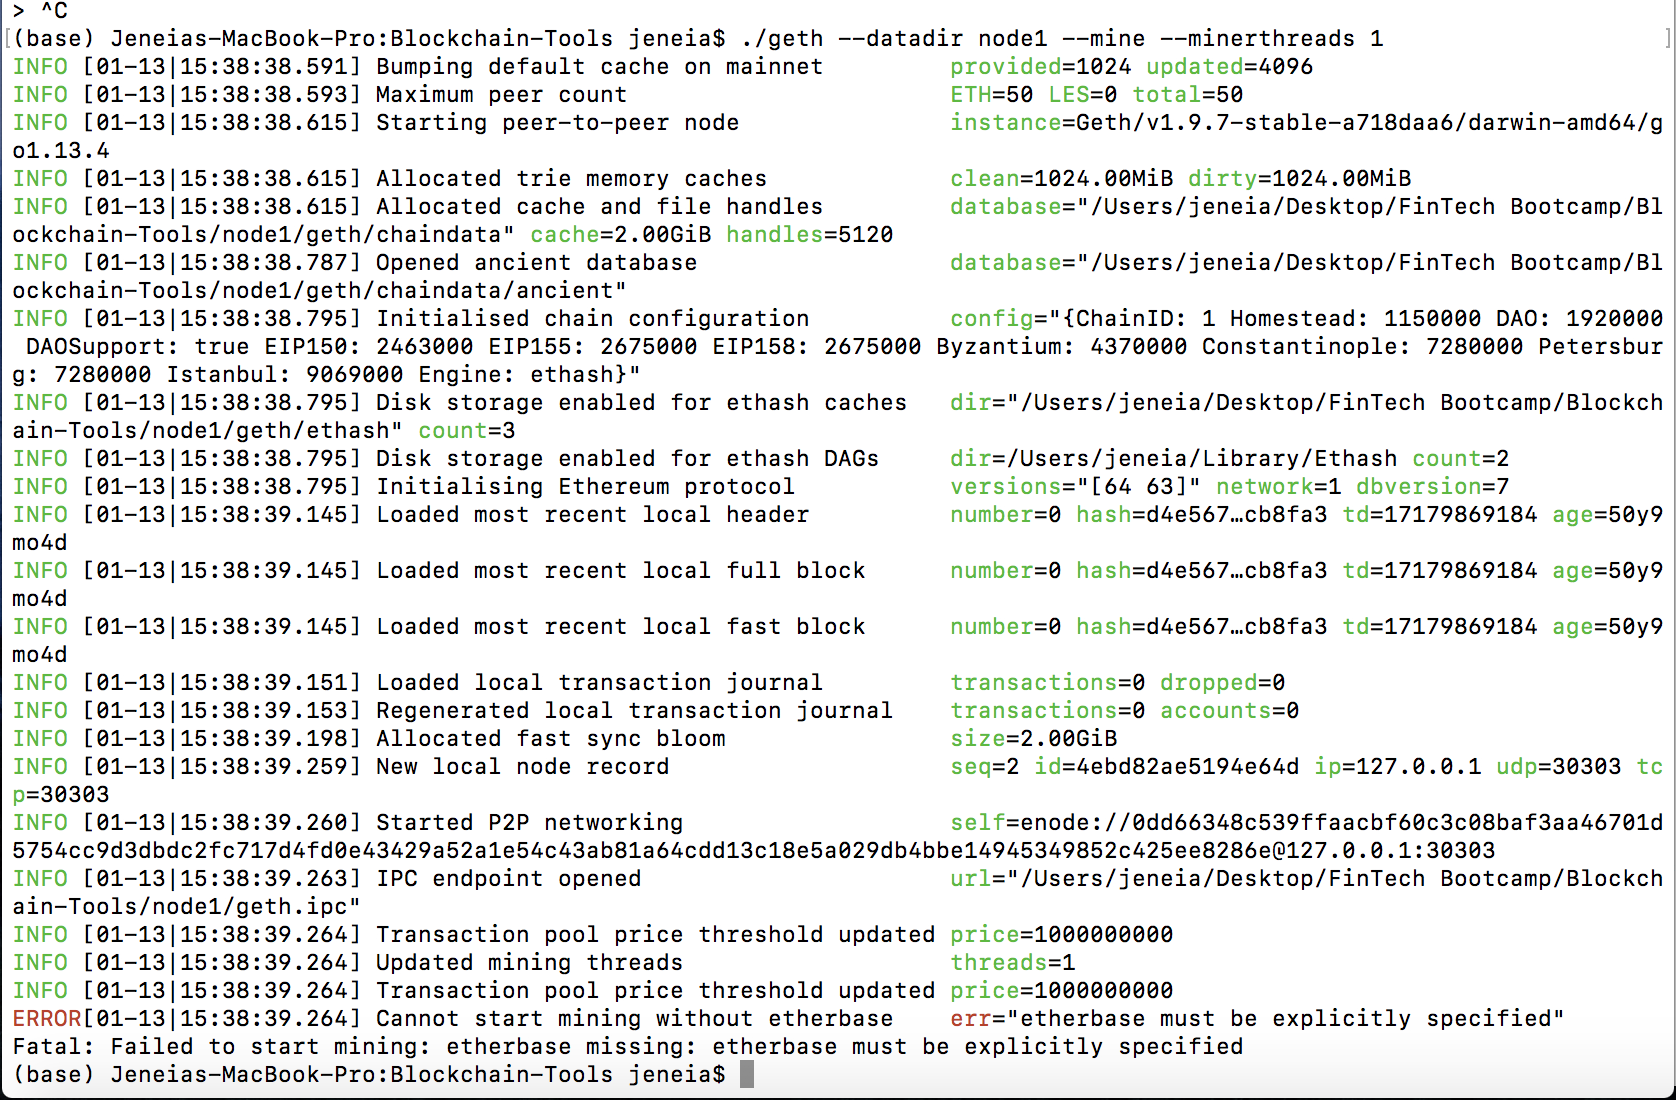 > ^C
[(base) Jeneias-MacBook-Pro:Blockchain-Tools jeneia$ ./geth --datadir node1 --mine --minerthreads 1 ]
INFO [01-13|15:38:38.591] Bumping default cache on mainnet         provided=1024 updated=4096
INFO [01-13|15:38:38.593] Maximum peer count                       ETH=50 LES=0 total=50
INFO [01-13|15:38:38.615] Starting peer-to-peer node               instance=Geth/v1.9.7-stable-a718daa6/darwin-amd64/g
o1.13.4
INFO [01-13|15:38:38.615] Allocated trie memory caches             clean=1024.00MiB dirty=1024.00MiB
INFO [01-13|15:38:38.615] Allocated cache and file handles         database="/Users/jeneia/Desktop/FinTech Bootcamp/Bl
ockchain-Tools/node1/geth/chaindata" cache=2.00GiB handles=5120
INFO [01-13|15:38:38.787] Opened ancient database                  database="/Users/jeneia/Desktop/FinTech Bootcamp/Bl
ockchain-Tools/node1/geth/chaindata/ancient"
INFO [01-13|15:38:38.795] Initialised chain configuration          config="{ChainID: 1 Homestead: 1150000 DAO: 1920000
 DAOSupport: true EIP150: 2463000 EIP155: 2675000 EIP158: 2675000 Byzantium: 4370000 Constantinople: 7280000 Petersbur
g: 7280000 Istanbul: 9069000 Engine: ethash}"
INFO [01-13|15:38:38.795] Disk storage enabled for ethash caches   dir="/Users/jeneia/Desktop/FinTech Bootcamp/Blockch
ain-Tools/node1/geth/ethash" count=3
INFO [01-13|15:38:38.795] Disk storage enabled for ethash DAGs     dir=/Users/jeneia/Library/Ethash count=2
INFO [01-13|15:38:38.795] Initialising Ethereum protocol           versions="[64 63]" network=1 dbversion=7
INFO [01-13|15:38:39.145] Loaded most recent local header          number=0 hash=d4e567…cb8fa3 td=17179869184 age=50y9
mo4d
INFO [01-13|15:38:39.145] Loaded most recent local full block      number=0 hash=d4e567…cb8fa3 td=17179869184 age=50y9
mo4d
INFO [01-13|15:38:39.145] Loaded most recent local fast block      number=0 hash=d4e567…cb8fa3 td=17179869184 age=50y9
mo4d
INFO [01-13|15:38:39.151] Loaded local transaction journal         transactions=0 dropped=0
INFO [01-13|15:38:39.153] Regenerated local transaction journal    transactions=0 accounts=0
INFO [01-13|15:38:39.198] Allocated fast sync bloom                size=2.00GiB
INFO [01-13|15:38:39.259] New local node record                    seq=2 id=4ebd82ae5194e64d ip=127.0.0.1 udp=30303 tc
p=30303
INFO [01-13|15:38:39.260] Started P2P networking                   self=enode://0dd66348c539ffaacbf60c3c08baf3aa46701d
5754cc9d3dbdc2fc717d4fd0e43429a52a1e54c43ab81a64cdd13c18e5a029db4bbe14945349852c425ee8286e@127.0.0.1:30303
INFO [01-13|15:38:39.263] IPC endpoint opened                      url="/Users/jeneia/Desktop/FinTech Bootcamp/Blockch
ain-Tools/node1/geth.ipc"
INFO [01-13|15:38:39.264] Transaction pool price threshold updated price=1000000000
INFO [01-13|15:38:39.264] Updated mining threads                   threads=1
INFO [01-13|15:38:39.264] Transaction pool price threshold updated price=1000000000
ERROR[01-13|15:38:39.264] Cannot start mining without etherbase    err="etherbase must be explicitly specified"
Fatal: Failed to start mining: etherbase missing: etherbase must be explicitly specified
(base) Jeneias-MacBook-Pro:Blockchain-Tools jeneia$